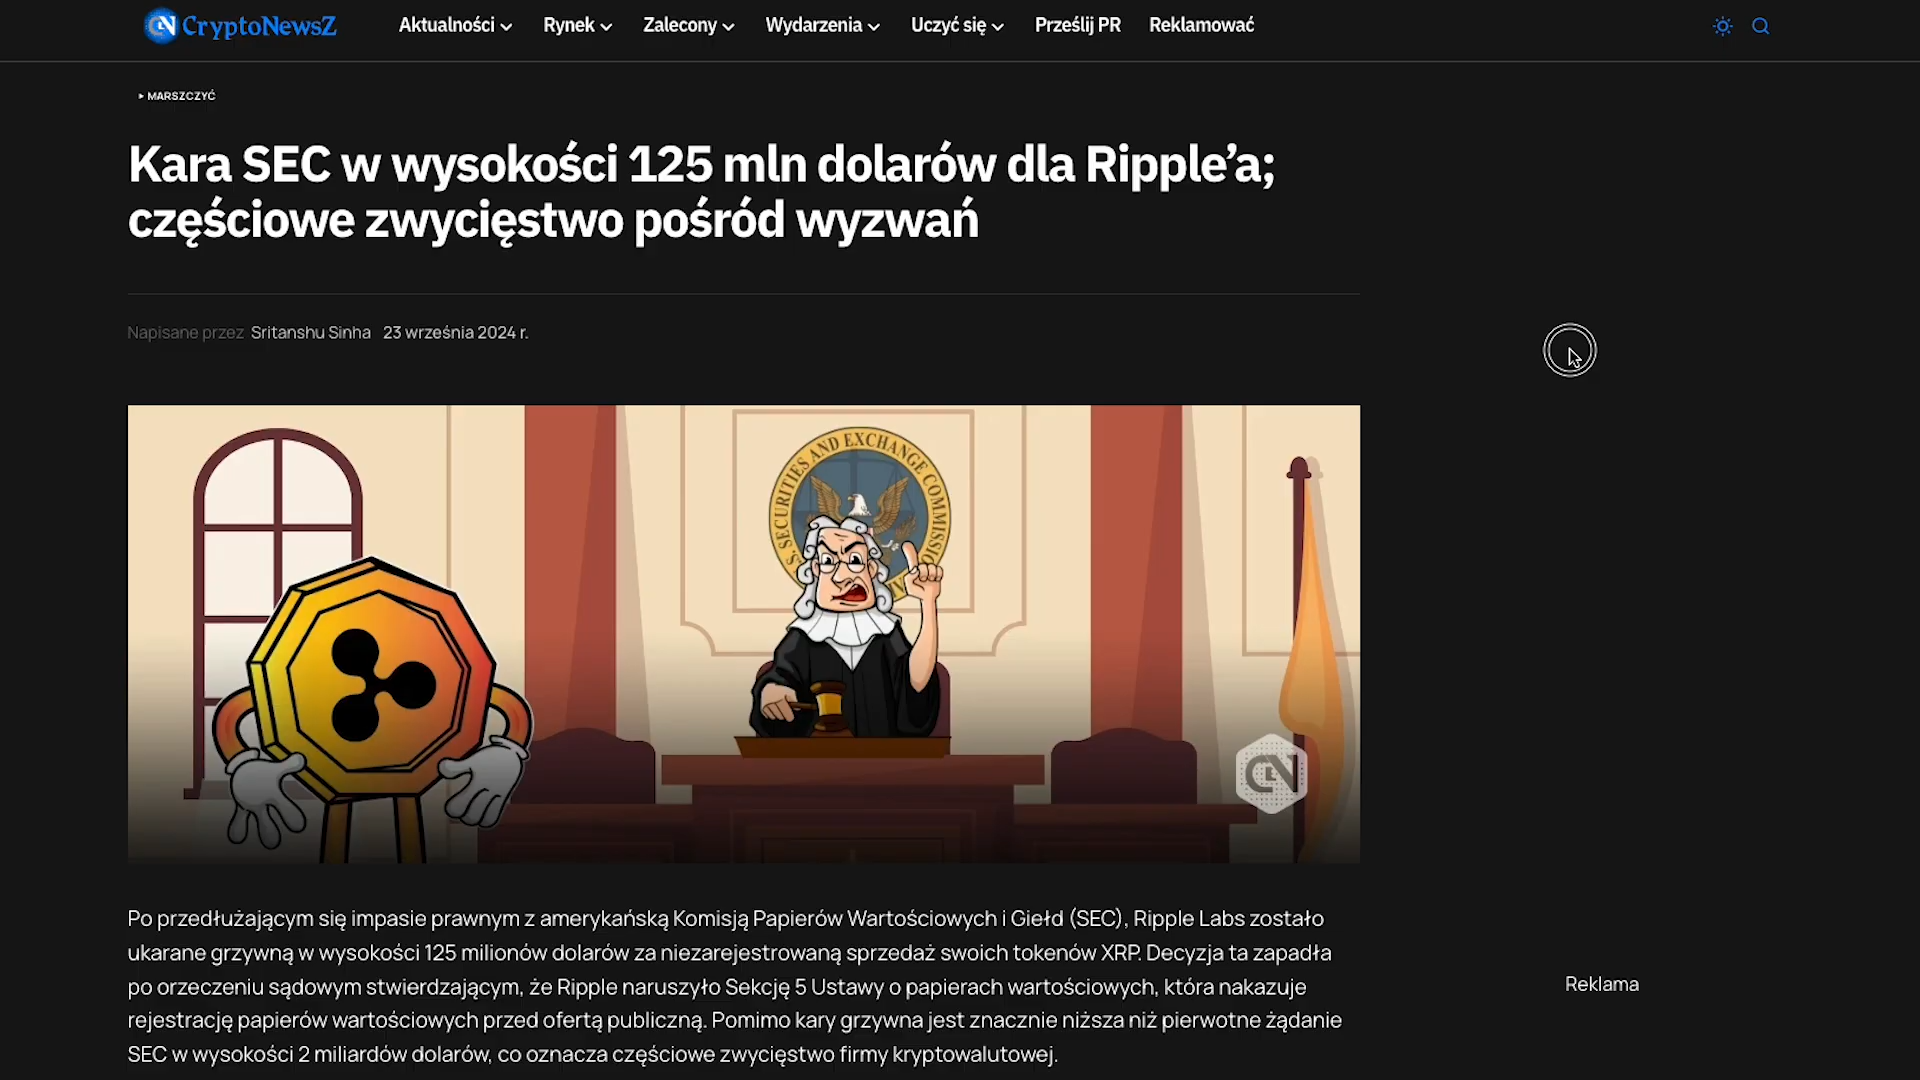 CryptoNewsZ
Aktualności Rynek Zalecony Wydarzenia Uczyć się Prześlij PR Reklamować
MARSZCZYĆ
Kara SEC w wysokości 125 mln dolarów dla Ripple’a;
częściowe zwycięstwo pośród wyzwań
Napisane przez Sritanshu Sinha 23 września 2024 r.
S. SECURITIES AND EXCHANGE COMMISSIO
CN
Po przedłużającym się impasie prawnym z amerykańską Komisją Papierów Wartościowych i Giełd (SEC), Ripple Labs zostało
ukarane grzywną w wysokości 125 milionów dolarów za niezarejestrowaną sprzedaż swoich tokenów XRP. Decyzja ta zapadła
po orzeczeniu sądowym stwierdzającym, że Ripple naruszyło Sekcję 5 Ustawy o papierach wartościowych, która nakazuje
rejestrację papierów wartościowych przed ofertą publiczną. Pomimo kary grzywna jest znacznie niższa niż pierwotne żądanie
SEC w wysokości 2 miliardów dolarów, co oznacza częściowe zwycięstwo firmy kryptowalutowej.
Reklama